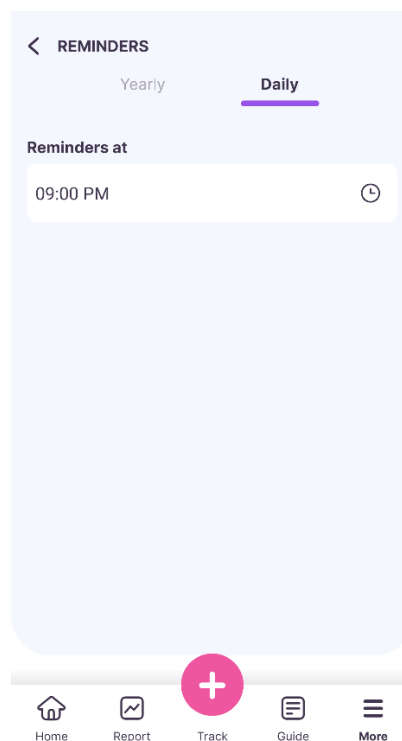 REMINDERS
Yearly Daily
Reminders at
09:00 PM
Home Report Track Guide More